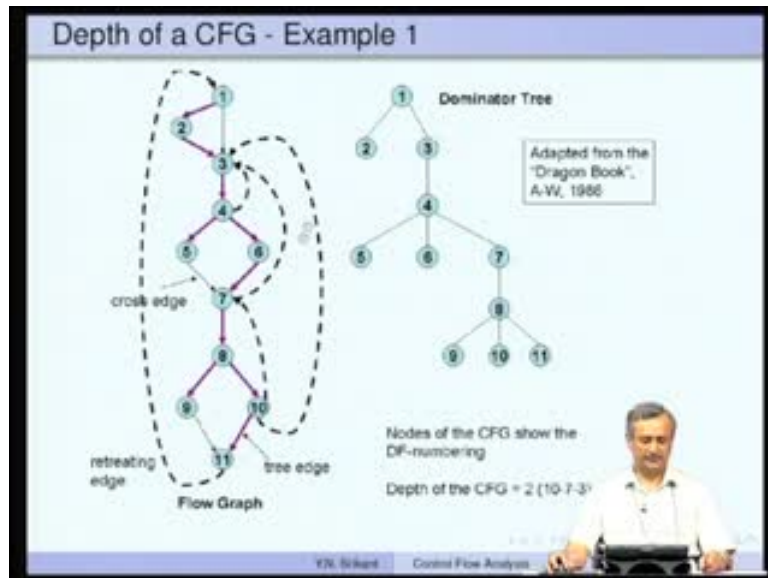 Depth of a CFG - Example 1
1
2
3
4
5
6
cross edge
7
8
9
10
retreating
edge
11
tree edge
Flow Graph
1
Dominator Tree
2
3
4
5
6
7
8
9
10
11
Adapted from the
"Dragon Book",
A-W, 1986
Nodes of the CFG show the
DF-numbering
Depth of the CFG = 2 (10-7-3)
Y.N. Srikant
Control Flow Analysis